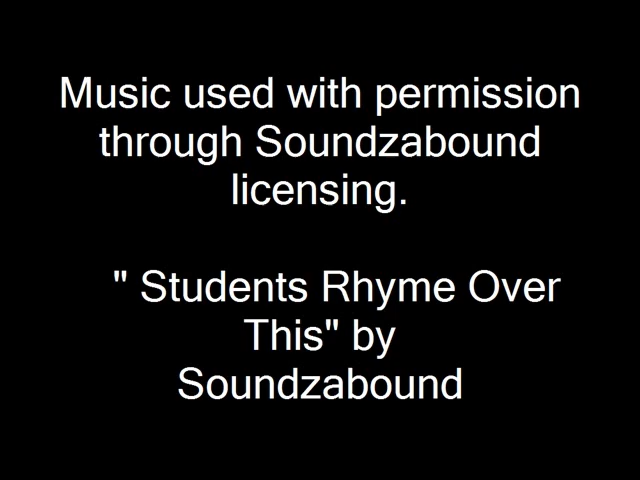 Music used with permission
through Soundzabound
licensing.
" Students Rhyme Over
This" by
Soundzabound